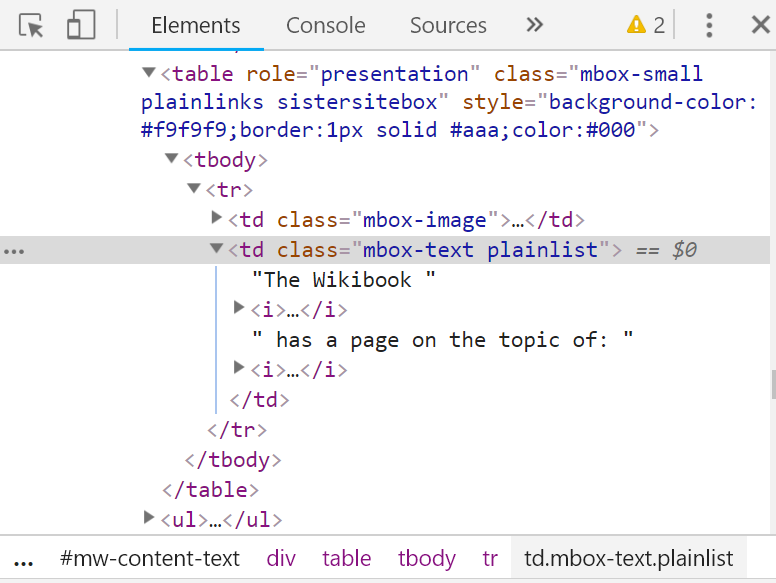 Elements Console Sources » 2
<table role="presentation" class="mbox-small
plainlinks sistersitebox" style="background-color:
#f9f9f9;border:1px solid #aaa;color:#000">
<tbody>
<tr>
<td class="mbox-image">…</td>
... <td class="mbox-text plainlist"> == $0
"The Wikibook "
<i>…</i>
" has a page on the topic of: "
<i>…</i>
</td>
</tr>
</tbody>
</table>
<ul>…</ul>
... #mw-content-text div table tbody tr td.mbox-text.plainlist